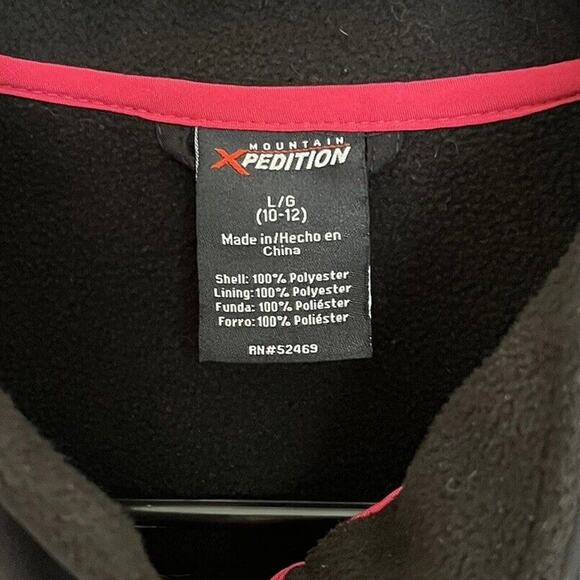 MOUNTAIN
XPEDITION
L/G
(10-12)
Made in/Hecho en
China
Shell: 100% Polyester
Lining: 100% Polyester
Funda: 100% Poliéster
Forro: 100% Poliéster
RN#52469